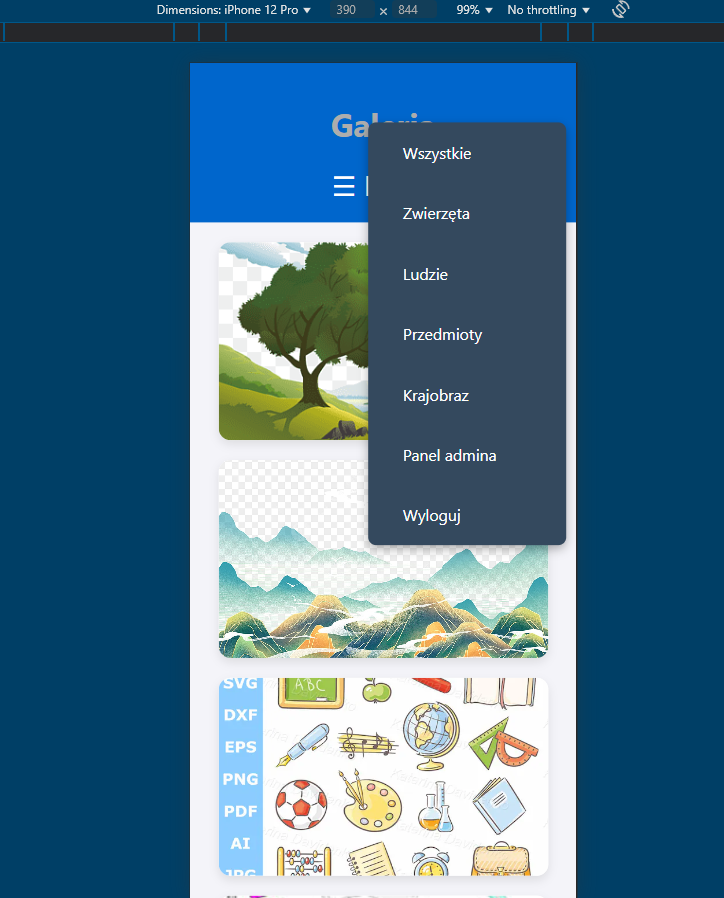 Dimensions: iPhone 12 Pro ▼ 390 × 844 99% ▼ No throttling ▼
Galeria
☰
Wszystkie
Zwierzęta
Ludzie
Przedmioty
Krajobraz
Panel admina
Wyloguj
ABC
SVG
DXF
EPS
PNG
PDF
AI
JPG